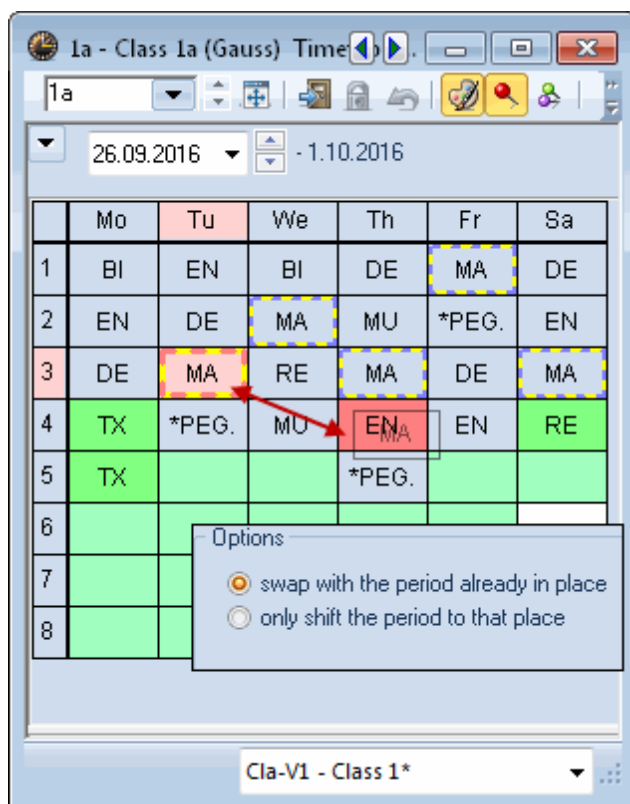 1a - Class 1a (Gauss) Time
1a
26.09.2016 - 1.10.2016
Mo Tu We Th Fr Sa
1 BI EN BI DE MA DE
2 EN DE MA MU *PEG. EN
3 DE MA RE MA DE MA
4 TX *PEG. MU EN MA EN RE
5 TX *PEG.
6
Options
7 swap with the period already in place
8 only shift the period to that place
Cla-V1 - Class 1*